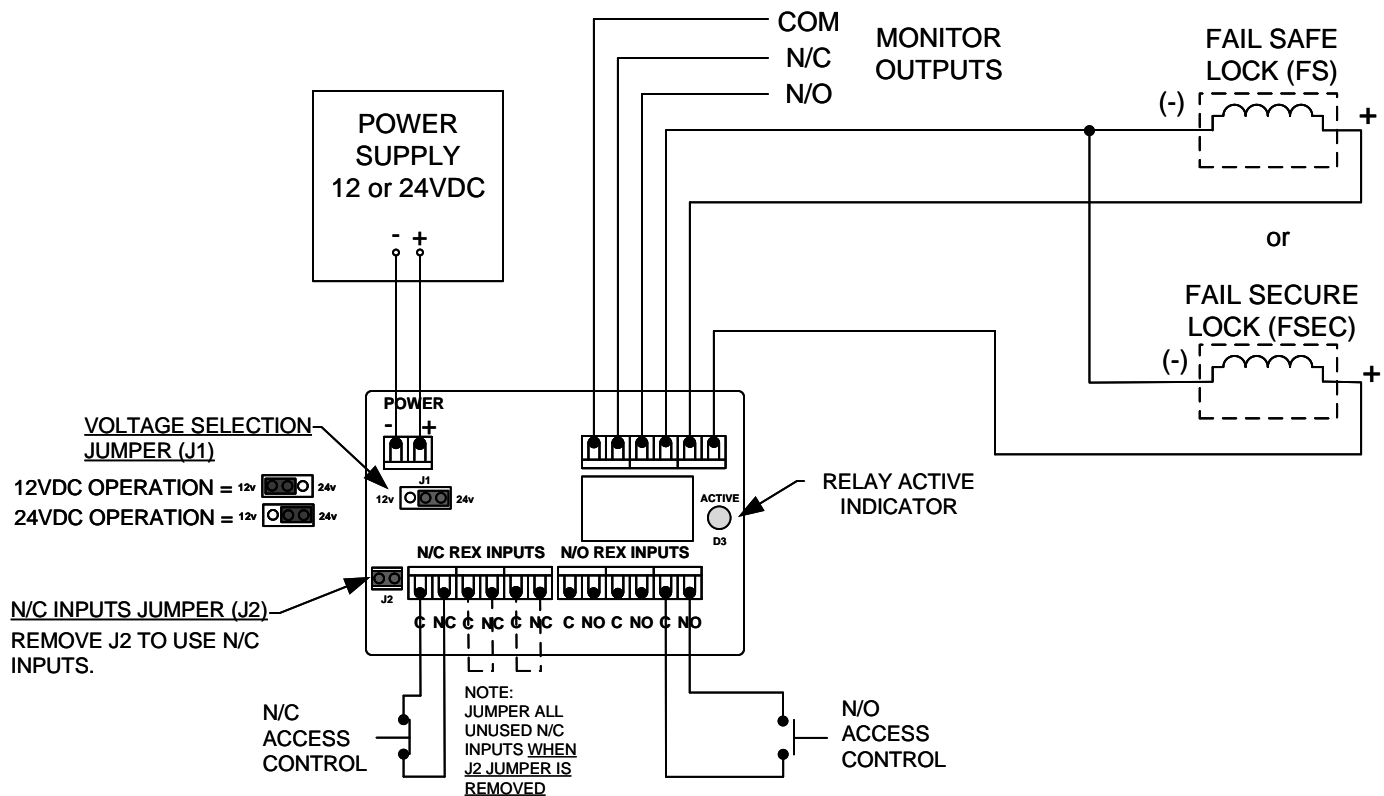 COM
N/C
N/O
MONITOR
OUTPUTS
FAIL SAFE
LOCK (FS)
(-)
+
POWER
SUPPLY
12 or 24VDC
- +
or
FAIL SECURE
LOCK (FSEC)
(-)
+
POWER
- +
VOLTAGE SELECTION
JUMPER (J1)
12VDC OPERATION = 12v 24v
24VDC OPERATION = 12v 24v
J1
12v 24v
ACTIVE
D3
RELAY ACTIVE
INDICATOR
N/C REX INPUTS N/O REX INPUTS
J2
C NC C NC C NC C NO C NO C NO
N/C INPUTS JUMPER (J2)
REMOVE J2 TO USE N/C
INPUTS.
N/C
ACCESS
CONTROL
NOTE:
JUMPER ALL
UNUSED N/C
INPUTS WHEN
J2 JUMPER IS
REMOVED
N/O
ACCESS
CONTROL